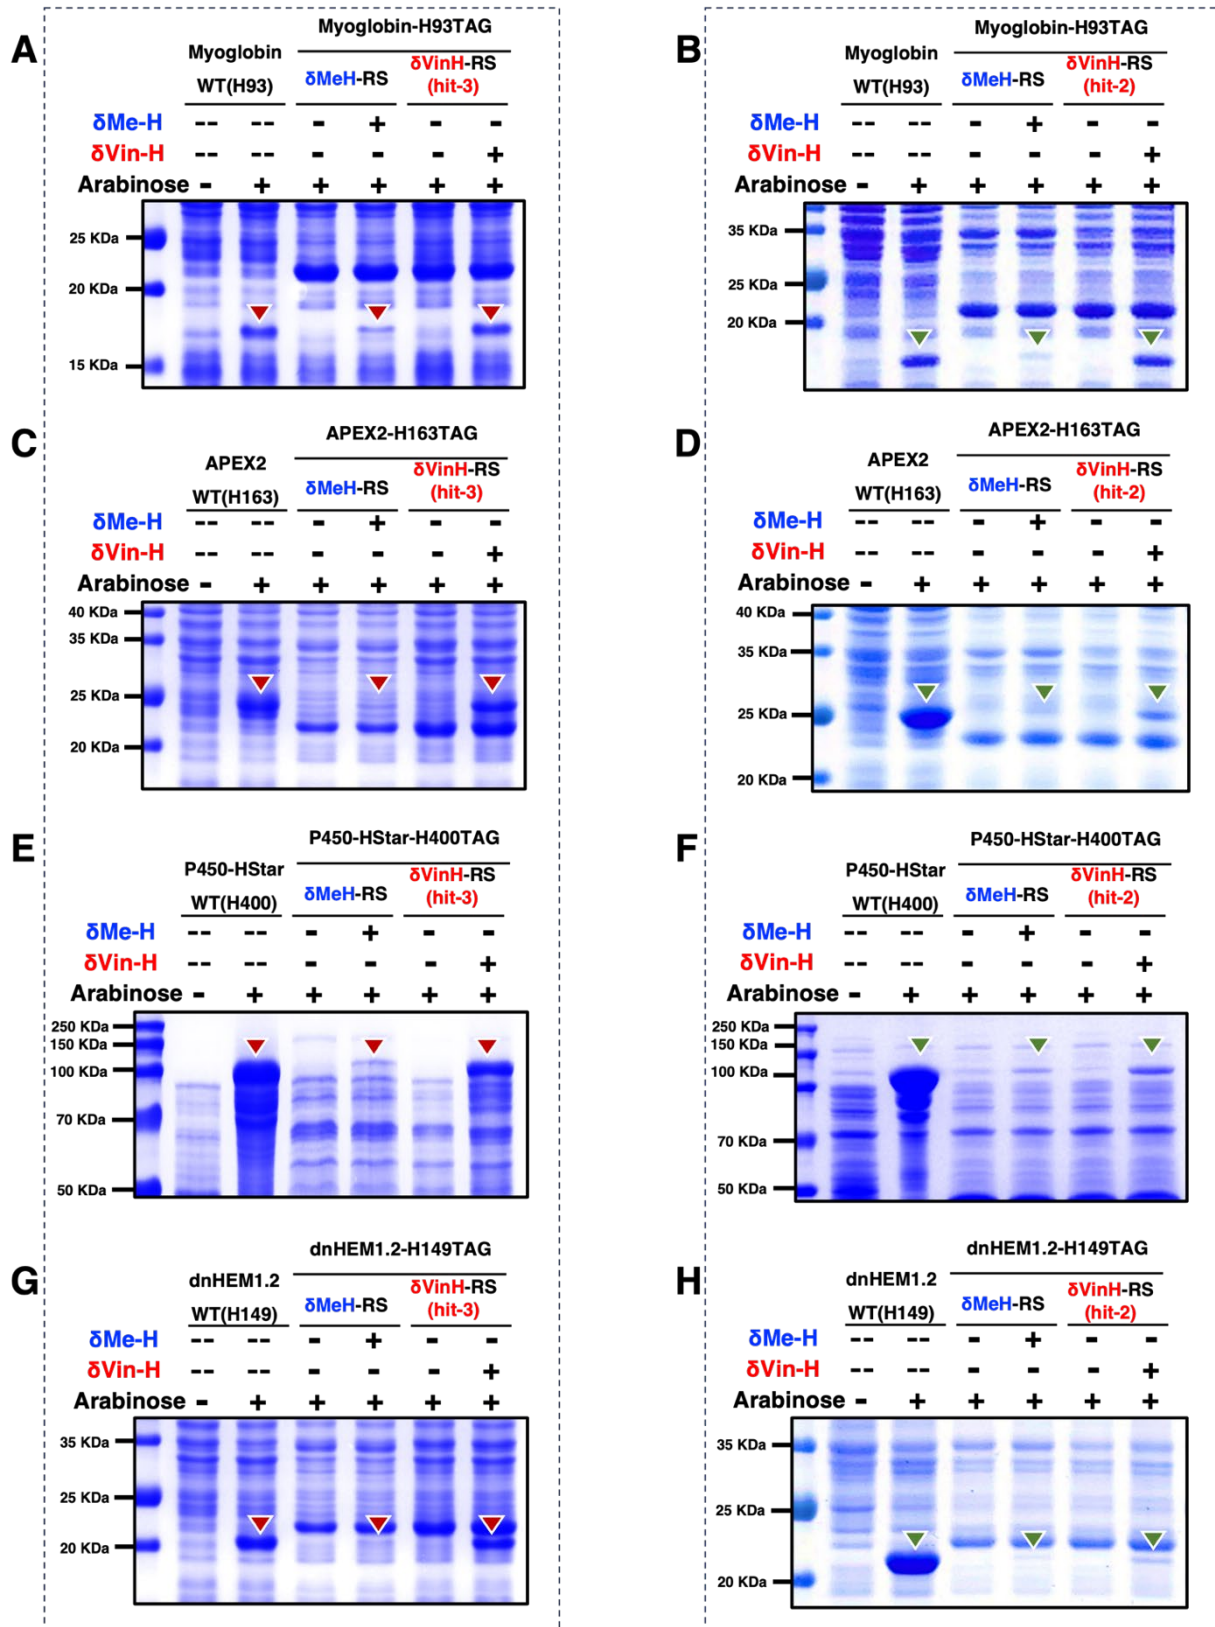 A
Myoglobin-H93TAG
Myoglobin
WT(H93)
δMeH-RS
δVinH-RS
(hit-3)
δMe-H -- -- - + - -
δVin-H -- -- - - - +
Arabinose - + + + + +
25 KDa
20 KDa
15 KDa
B
Myoglobin-H93TAG
Myoglobin
WT(H93)
δMeH-RS
δVinH-RS
(hit-2)
δMe-H -- -- - + - -
δVin-H -- -- - - - +
Arabinose - + + + + +
35 KDa
25 KDa
20 KDa
C
APEX2-H163TAG
APEX2
WT(H163)
δMeH-RS
δVinH-RS
(hit-3)
δMe-H -- -- - + - -
δVin-H -- -- - - - +
Arabinose - + + + + +
40 KDa
35 KDa
25 KDa
20 KDa
D
APEX2-H163TAG
APEX2
WT(H163)
δMeH-RS
δVinH-RS
(hit-2)
δMe-H -- -- - + - -
δVin-H -- -- - - - +
Arabinose - + + + + +
40 KDa
35 KDa
25 KDa
20 KDa
E
P450-HStar-H400TAG
P450-HStar
WT(H400)
δMeH-RS
δVinH-RS
(hit-3)
δMe-H -- -- - + - -
δVin-H -- -- - - - +
Arabinose - + + + + +
250 KDa
150 KDa
100 KDa
70 KDa
50 KDa
F
P450-HStar-H400TAG
P450-HStar
WT(H400)
δMeH-RS
δVinH-RS
(hit-2)
δMe-H -- -- - + - -
δVin-H -- -- - - - +
Arabinose - + + + + +
250 KDa
150 KDa
100 KDa
70 KDa
50 KDa
G
dnHEM1.2-H149TAG
dnHEM1.2
WT(H149)
δMeH-RS
δVinH-RS
(hit-3)
δMe-H -- -- - + - -
δVin-H -- -- - - - +
Arabinose - + + + + +
35 KDa
25 KDa
20 KDa
H
dnHEM1.2-H149TAG
dnHEM1.2
WT(H149)
δMeH-RS
δVinH-RS
(hit-2)
δMe-H -- -- - + - -
δVin-H -- -- - - - +
Arabinose - + + + + +
35 KDa
25 KDa
20 KDa